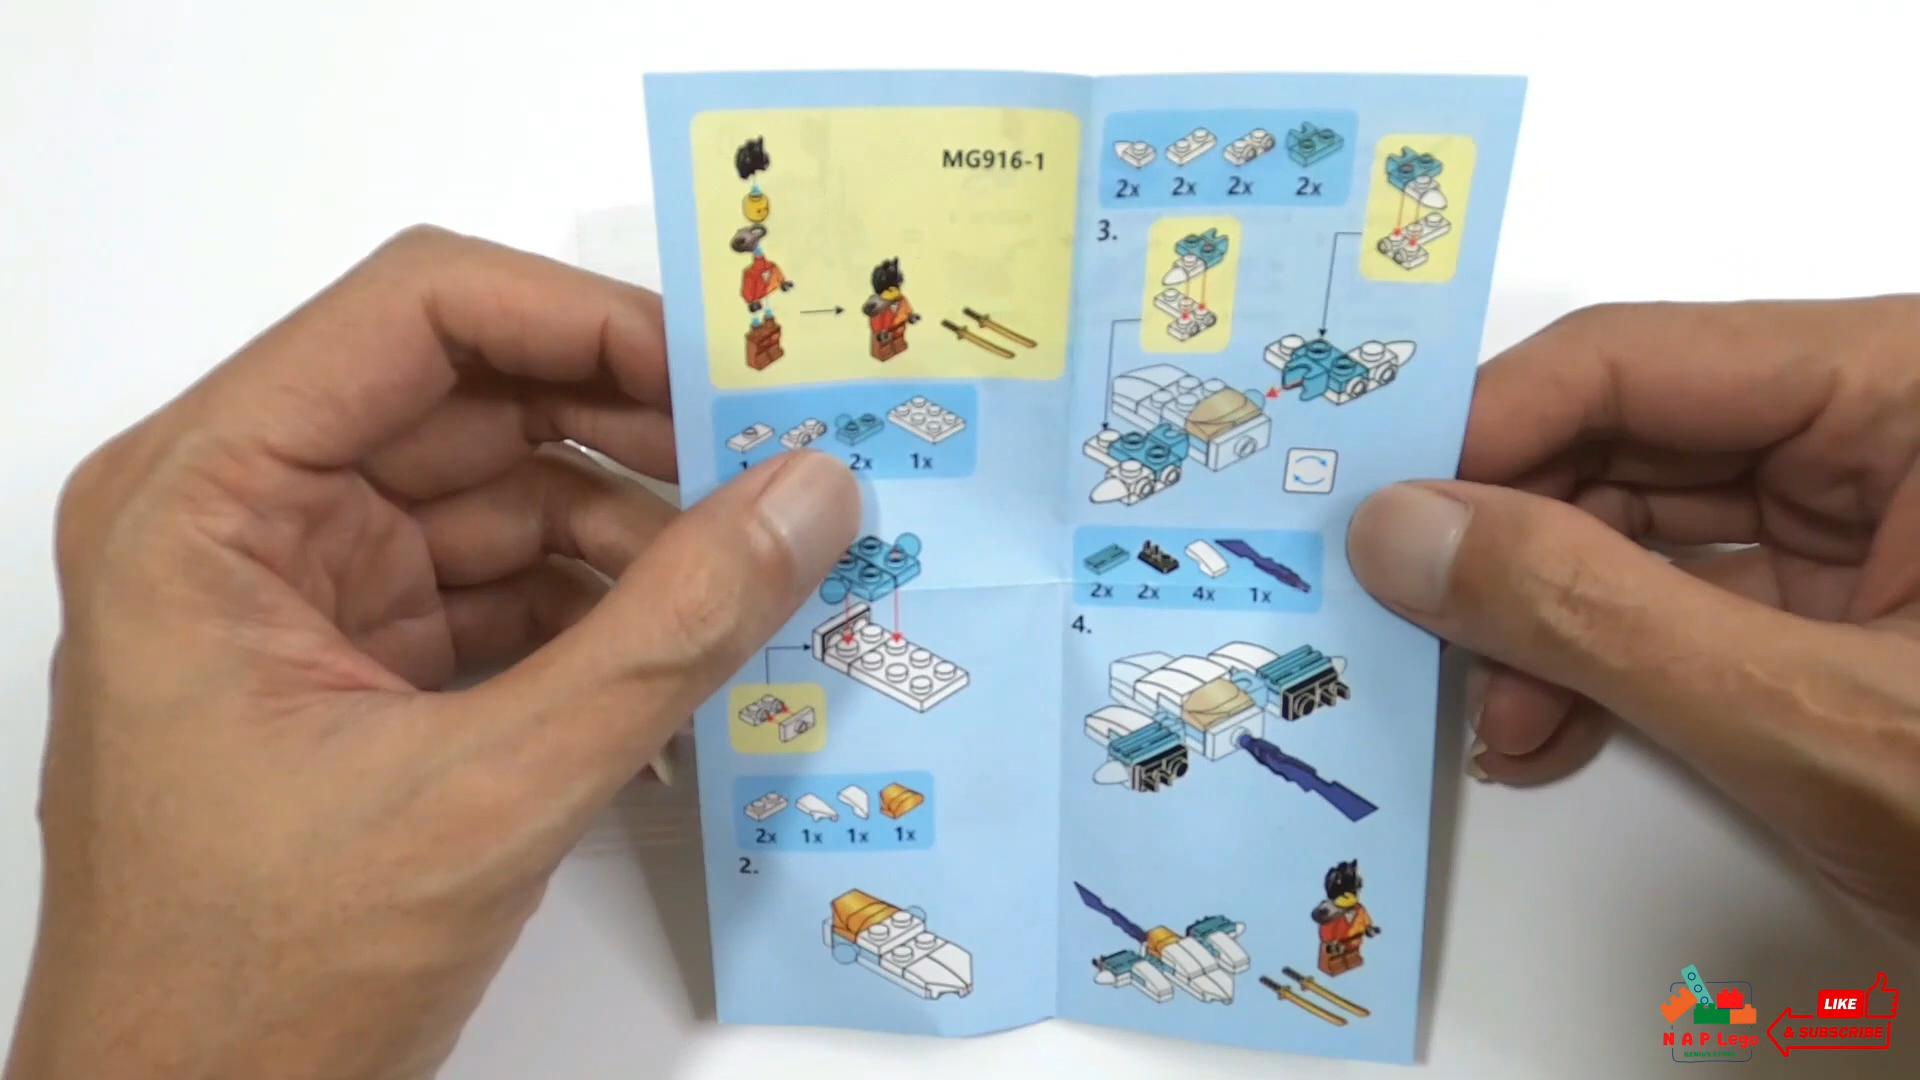 MG916-1
2x 1x
2x 1x 1x 1x
2.
2x 2x 2x 2x
3.
2x 2x 4x 1x
4.
N A P Lego
LIKE
& SUBSCRIBE